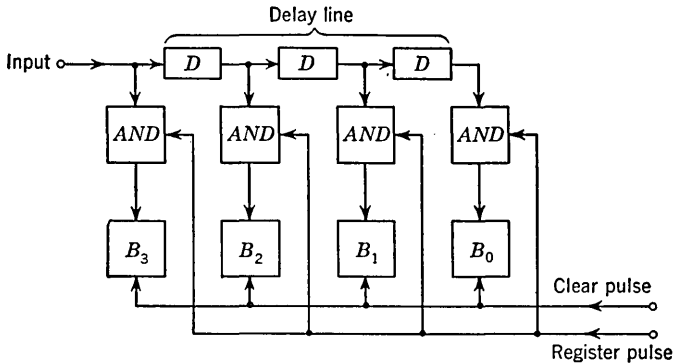 Delay line
Input D D D
AND AND AND AND
B3 B2 B1 B0
Clear pulse
Register pulse